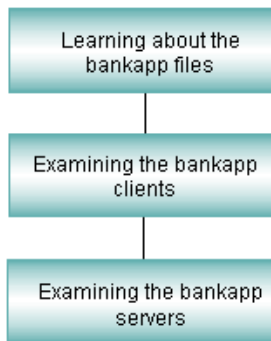 Learning about the
bankapp files
Examining the bankapp
clients
Examining the bankapp
servers